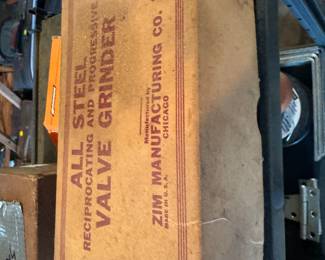 ALL STEEL
RECIPROCATING AND PROGRESSIVE
VALVE GRINDER
Manufactured by
ZIM MANUFACTURING CO.
CHICAGO
MADE IN U.S.A.